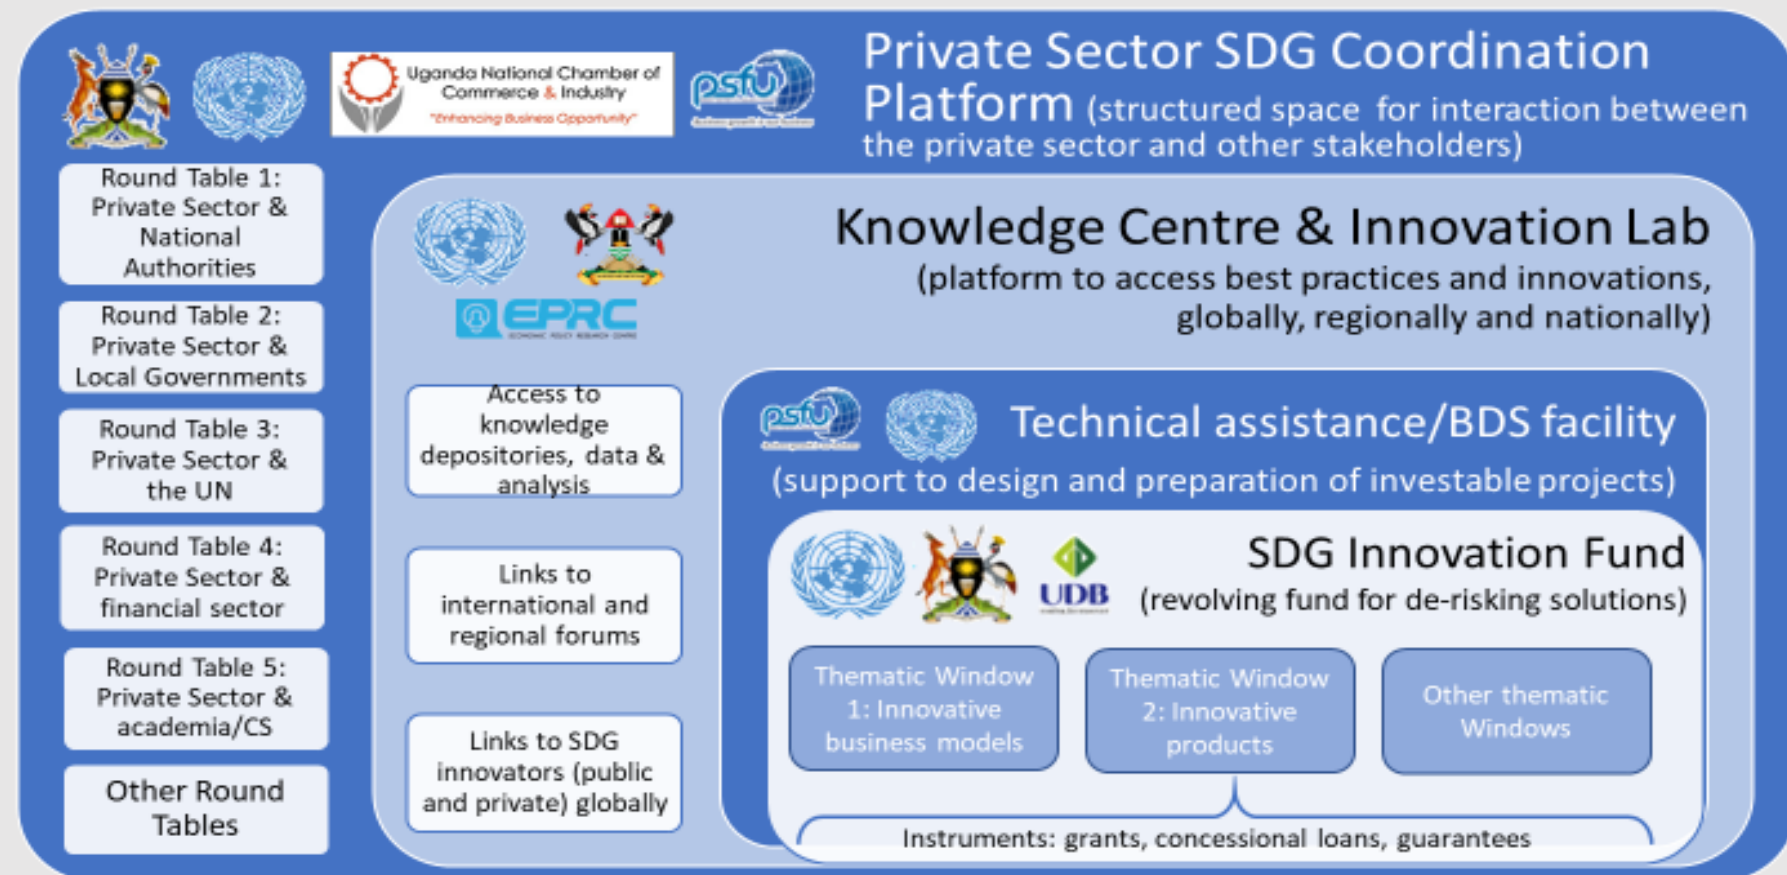 Uganda National Chamber of
Commerce & Industry
"Enhancing Business Opportunity"
psfu
Private Sector SDG Coordination
Platform (structured space for interaction between
the private sector and other stakeholders)
Round Table 1:
Private Sector &
National
Authorities
Round Table 2:
Private Sector &
Local Governments
Round Table 3:
Private Sector &
the UN
Round Table 4:
Private Sector &
financial sector
Round Table 5:
Private Sector &
academia/CS
Other Round
Tables
Knowledge Centre & Innovation Lab
(platform to access best practices and innovations,
globally, regionally and nationally)
EPRC
ECONOMIC POLICY RESEARCH CENTRE
Access to
knowledge
depositories, data &
analysis
Links to
international and
regional forums
Links to SDG
innovators (public
and private) globally
psfu
Technical assistance/BDS facility
(support to design and preparation of investable projects)
UDB
SDG Innovation Fund
(revolving fund for de-risking solutions)
Thematic Window
1: Innovative
business models
Thematic Window
2: Innovative
products
Other thematic
Windows
Instruments: grants, concessional loans, guarantees